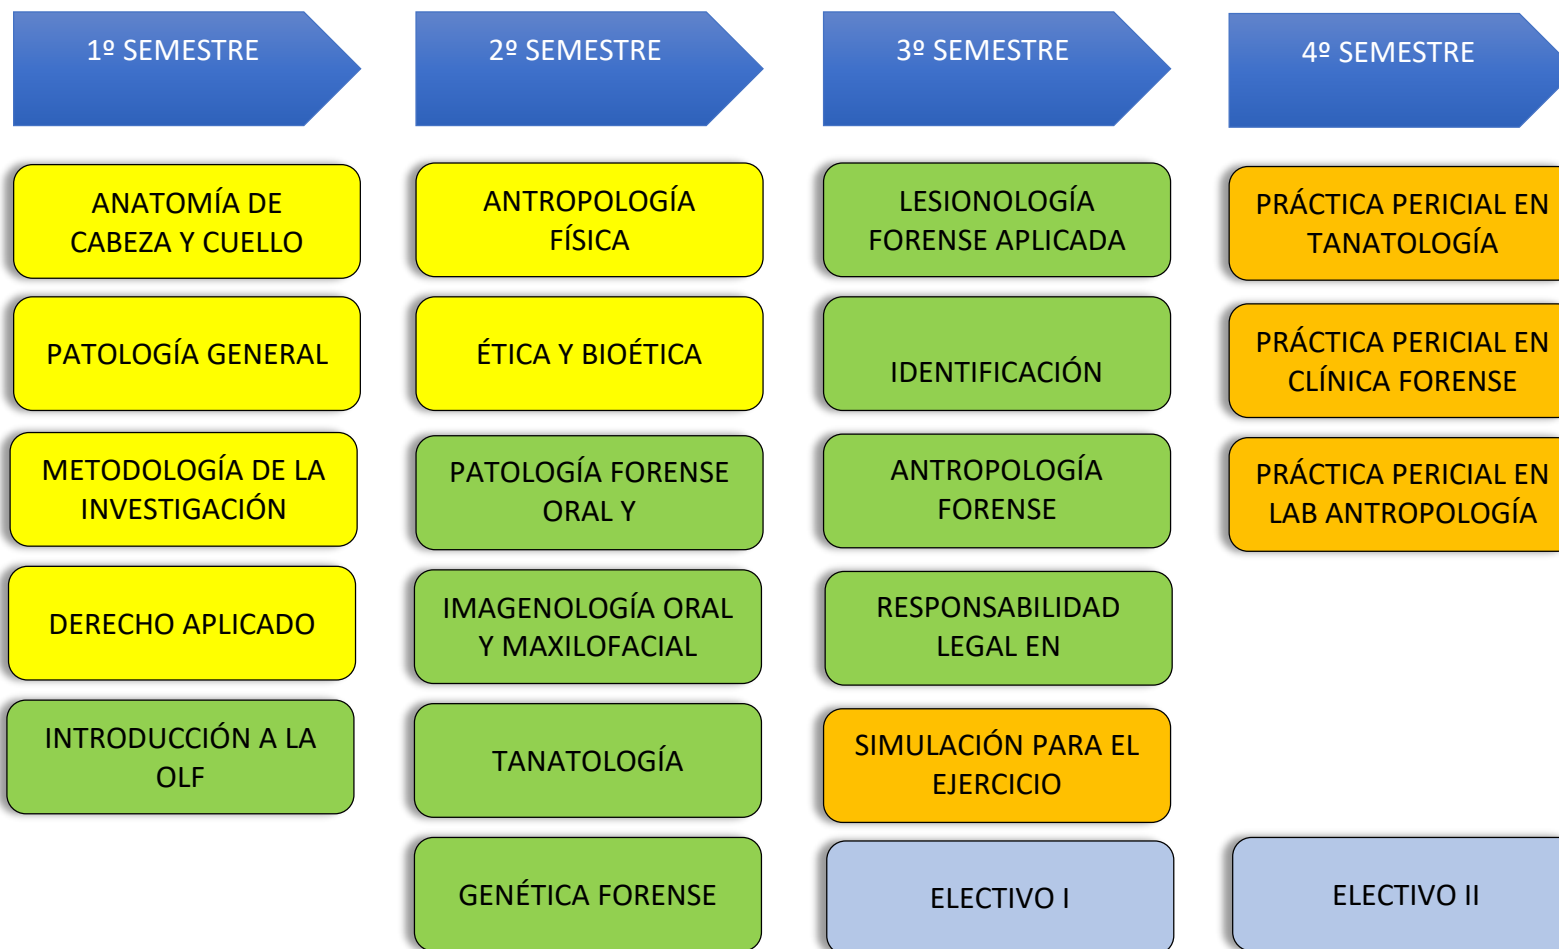 1º SEMESTRE
2º SEMESTRE
3º SEMESTRE
4º SEMESTRE
ANATOMÍA DE
CABEZA Y CUELLO
PATOLOGÍA GENERAL
METODOLOGÍA DE LA
INVESTIGACIÓN
DERECHO APLICADO
INTRODUCCIÓN A LA
OLF
ANTROPOLOGÍA
FÍSICA
ÉTICA Y BIOÉTICA
PATOLOGÍA FORENSE
ORAL Y
IMAGENOLOGÍA ORAL
Y MAXILOFACIAL
TANATOLOGÍA
GENÉTICA FORENSE
LESIONOLOGÍA
FORENSE APLICADA
IDENTIFICACIÓN
ANTROPOLOGÍA
FORENSE
RESPONSABILIDAD
LEGAL EN
SIMULACIÓN PARA EL
EJERCICIO
ELECTIVO I
PRÁCTICA PERICIAL EN
TANATOLOGÍA
PRÁCTICA PERICIAL EN
CLÍNICA FORENSE
PRÁCTICA PERICIAL EN
LAB ANTROPOLOGÍA
ELECTIVO II